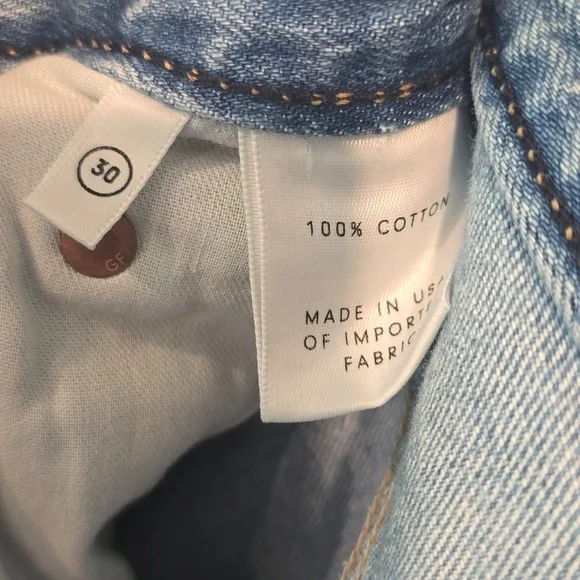 30
GF
100% COTTON
MADE IN USA
OF IMPORTE
FABRIC